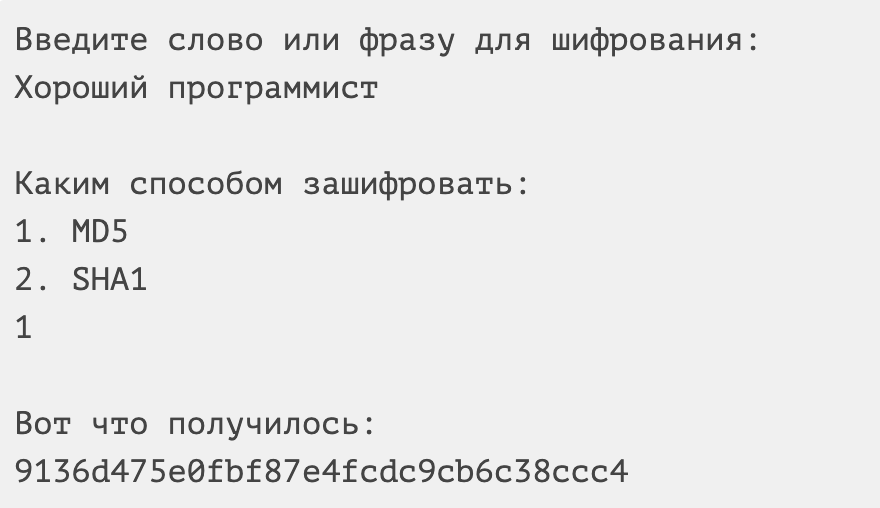 Введите слово или фразу для шифрования:
Хороший программист
Каким способом зашифровать:
1. MD5
2. SHA1
1
Вот что получилось:
9136d475e0fbf87e4fcdc9cb6c38ccc4